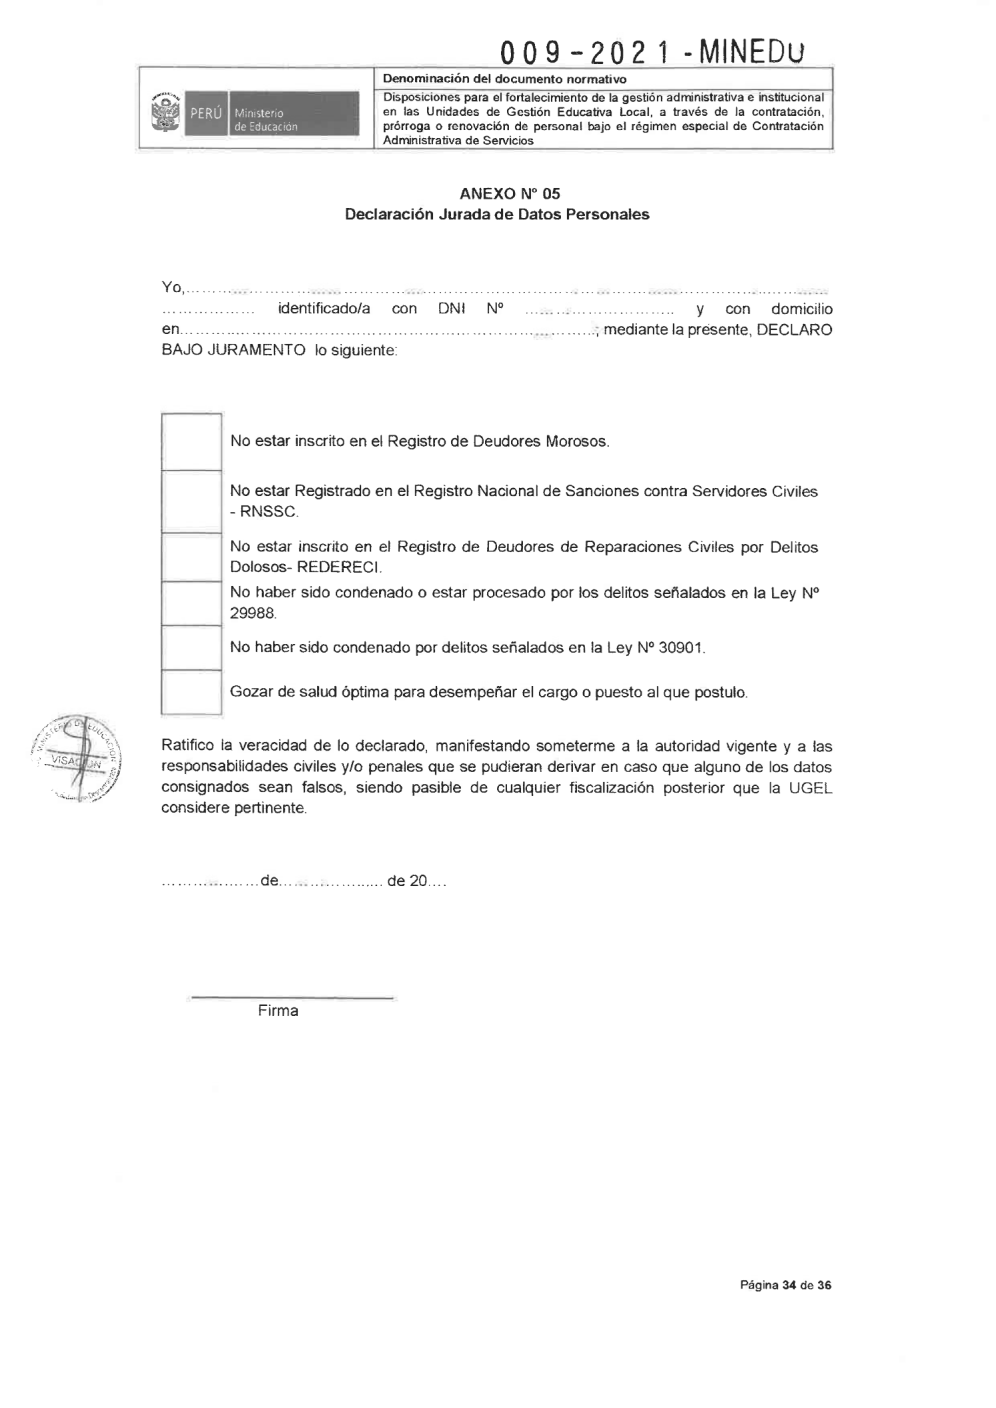 009-2021-MINEDU
PERÚ
Ministerio
de Educación
Denominación del documento normativo
Disposiciones para el fortalecimiento de la gestión administrativa e institucional
en las Unidades de Gestión Educativa Local, a través de la contratación,
prórroga o renovación de personal bajo el régimen especial de Contratación
Administrativa de Servicios
ANEXO Nº 05
Declaración Jurada de Datos Personales
Yo,................................................................................
.................. identificado/a con DNI Nº ............................ y con domicilio
en................................................................................; mediante la presente, DECLARO
BAJO JURAMENTO lo siguiente:
No estar inscrito en el Registro de Deudores Morosos.
No estar Registrado en el Registro Nacional de Sanciones contra Servidores Civiles
- RNSSC.
No estar inscrito en el Registro de Deudores de Reparaciones Civiles por Delitos
Dolosos- REDERECI.
No haber sido condenado o estar procesado por los delitos señalados en la Ley Nº
29988.
No haber sido condenado por delitos señalados en la Ley Nº 30901.
Gozar de salud óptima para desempeñar el cargo o puesto al que postulo.
MINISTERIO DE EDUCACIÓN
VISACIÓN
Ratifico la veracidad de lo declarado, manifestando someterme a la autoridad vigente y a las
responsabilidades civiles y/o penales que se pudieran derivar en caso que alguno de los datos
consignados sean falsos, siendo pasible de cualquier fiscalización posterior que la UGEL
considere pertinente.
...................de.................... de 20....
Firma
Página 34 de 36